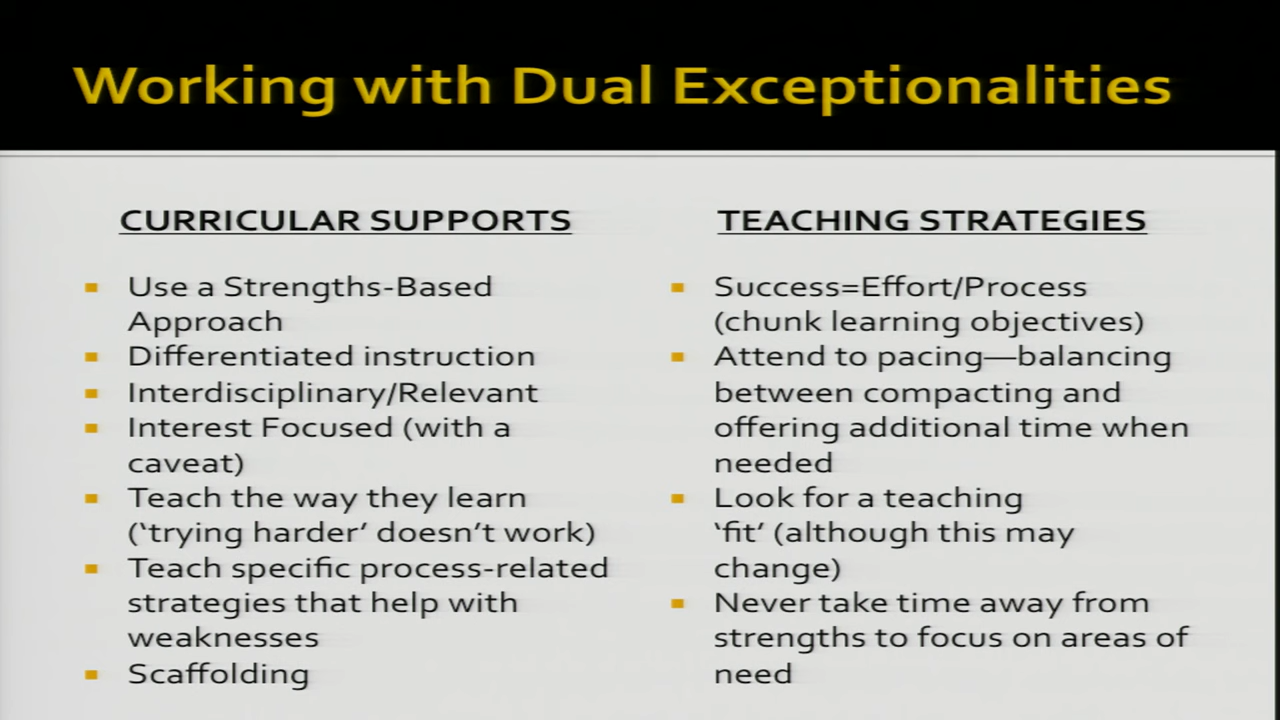 Working with Dual Exceptionalities
CURRICULAR SUPPORTS
Use a Strengths-Based
Approach
Differentiated instruction
Interdisciplinary/Relevant
Interest Focused (with a
caveat)
Teach the way they learn
(‘trying harder’ doesn’t work)
Teach specific process-related
strategies that help with
weaknesses
Scaffolding
TEACHING STRATEGIES
Success=Effort/Process
(chunk learning objectives)
Attend to pacing—balancing
between compacting and
offering additional time when
needed
Look for a teaching
‘fit’ (although this may
change)
Never take time away from
strengths to focus on areas of
need